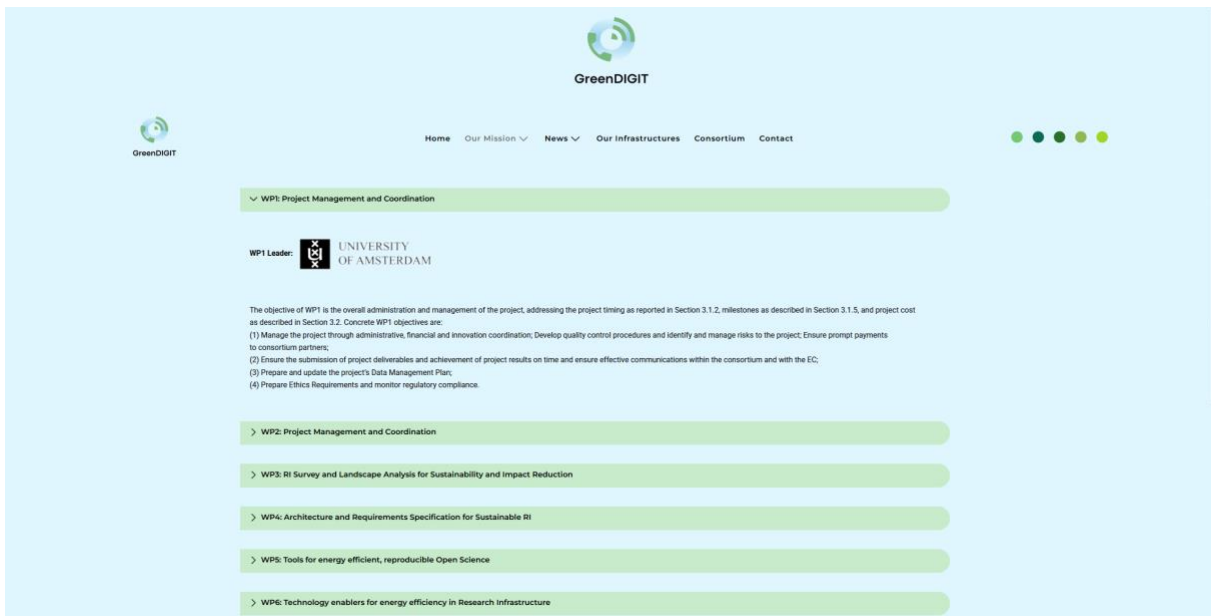 GreenDIGIT
GreenDIGIT
Home Our Mission News Our Infrastructures Consortium Contact
WP1: Project Management and Coordination
WP1 Leader:
UNIVERSITY
OF AMSTERDAM
The objective of WP1 is the overall administration and management of the project, addressing the project timing as reported in Section 3.1.2, milestones as described in Section 3.1.5, and project cost
as described in Section 3.2. Concrete WP1 objectives are:
(1) Manage the project through administrative, financial and innovation coordination; Develop quality control procedures and identify and manage risks to the project; Ensure prompt payments
to consortium partners;
(2) Ensure the submission of project deliverables and achievement of project results on time and ensure effective communications within the consortium and with the EC;
(3) Prepare and update the project's Data Management Plan;
(4) Prepare Ethics Requirements and monitor regulatory compliance.
WP2: Project Management and Coordination
WP3: RI Survey and Landscape Analysis for Sustainability and Impact Reduction
WP4: Architecture and Requirements Specification for Sustainable RI
WP5: Tools for energy efficient, reproducible Open Science
WP6: Technology enablers for energy efficiency in Research Infrastructure